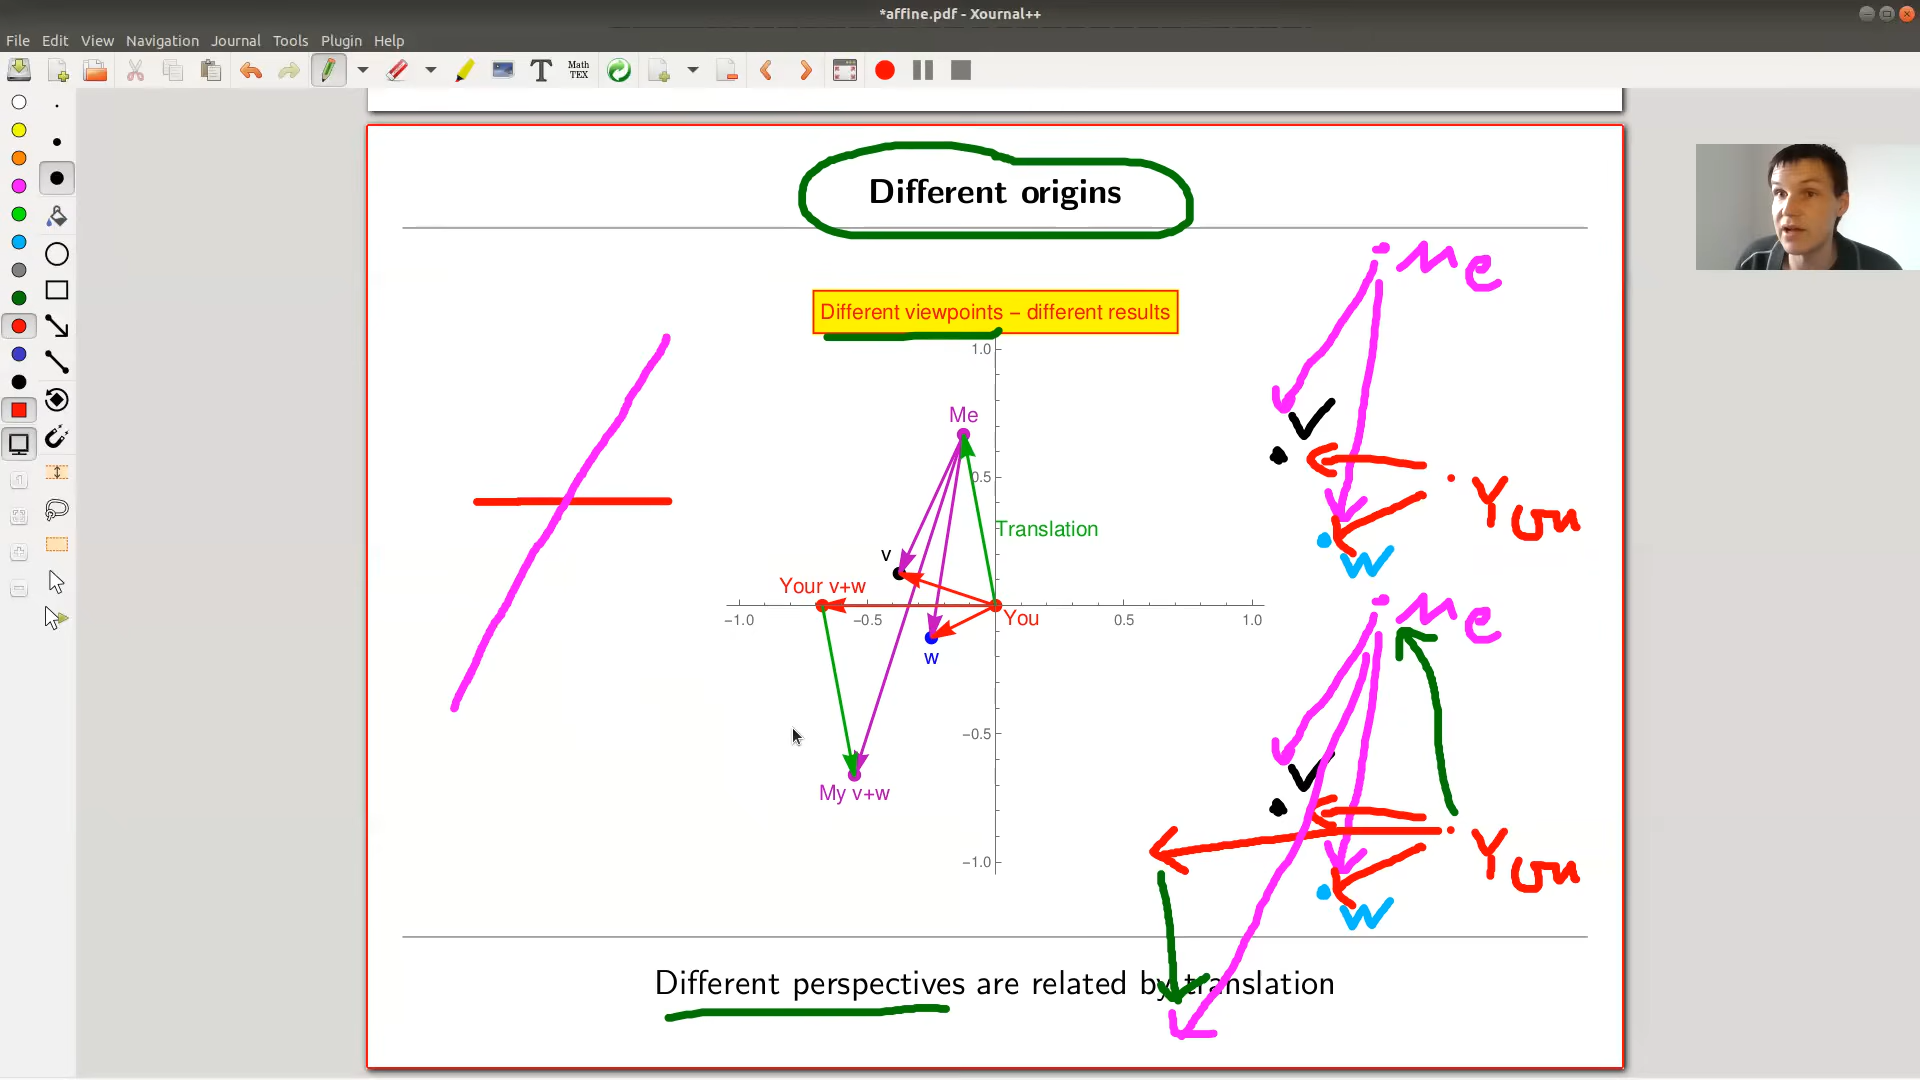 *affine.pdf - Xournal++
File Edit View Navigation Journal Tools Plugin Help
T Math TEX
Different origins
Different viewpoints – different results
1.0
Me
0.5
Translation
v
Your v+w
−1.0 −0.5 0.5 1.0
You
w
−0.5
My v+w
−1.0
Me
v
You
w
Me
v
You
w
Different perspectives are related by translation